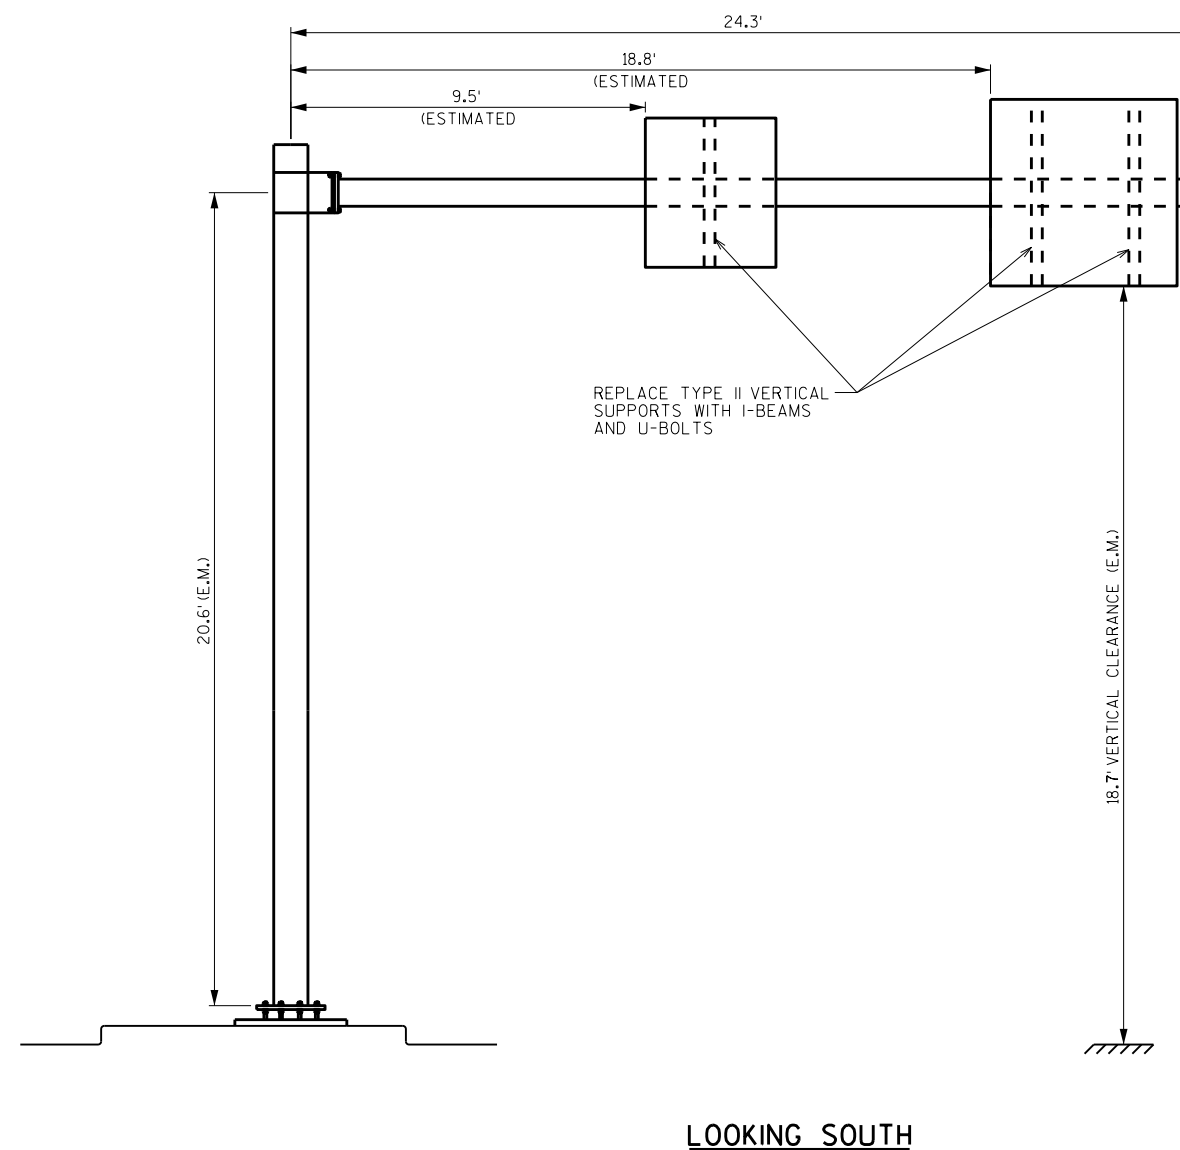 24.3'
18.8'
(ESTIMATED
9.5'
(ESTIMATED
REPLACE TYPE II VERTICAL
SUPPORTS WITH I-BEAMS
AND U-BOLTS
20.6' (E.M.)
18.7' VERTICAL CLEARANCE (E.M.)
LOOKING SOUTH